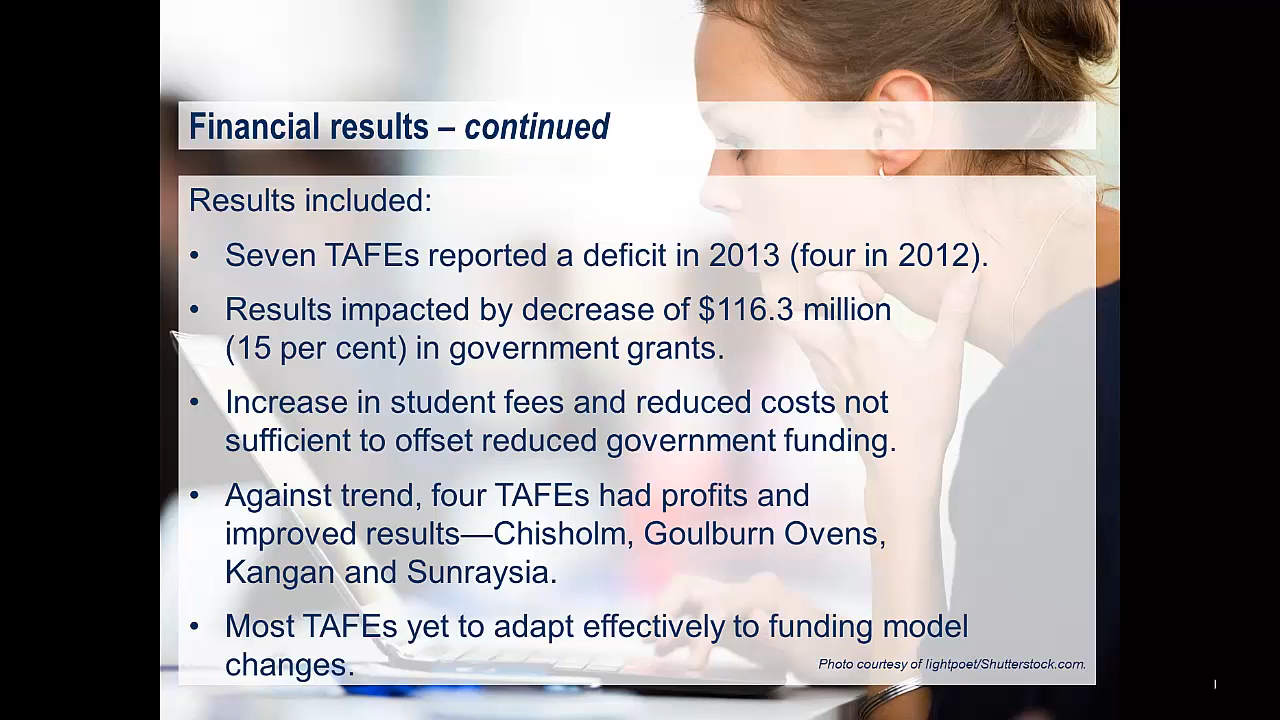 Financial results – continued
Results included:
• Seven TAFEs reported a deficit in 2013 (four in 2012).
• Results impacted by decrease of $116.3 million
(15 per cent) in government grants.
• Increase in student fees and reduced costs not
sufficient to offset reduced government funding.
• Against trend, four TAFEs had profits and
improved results—Chisholm, Goulburn Ovens,
Kangan and Sunraysia.
• Most TAFEs yet to adapt effectively to funding model
changes.
Photo courtesy of lightpoet/Shutterstock.com.